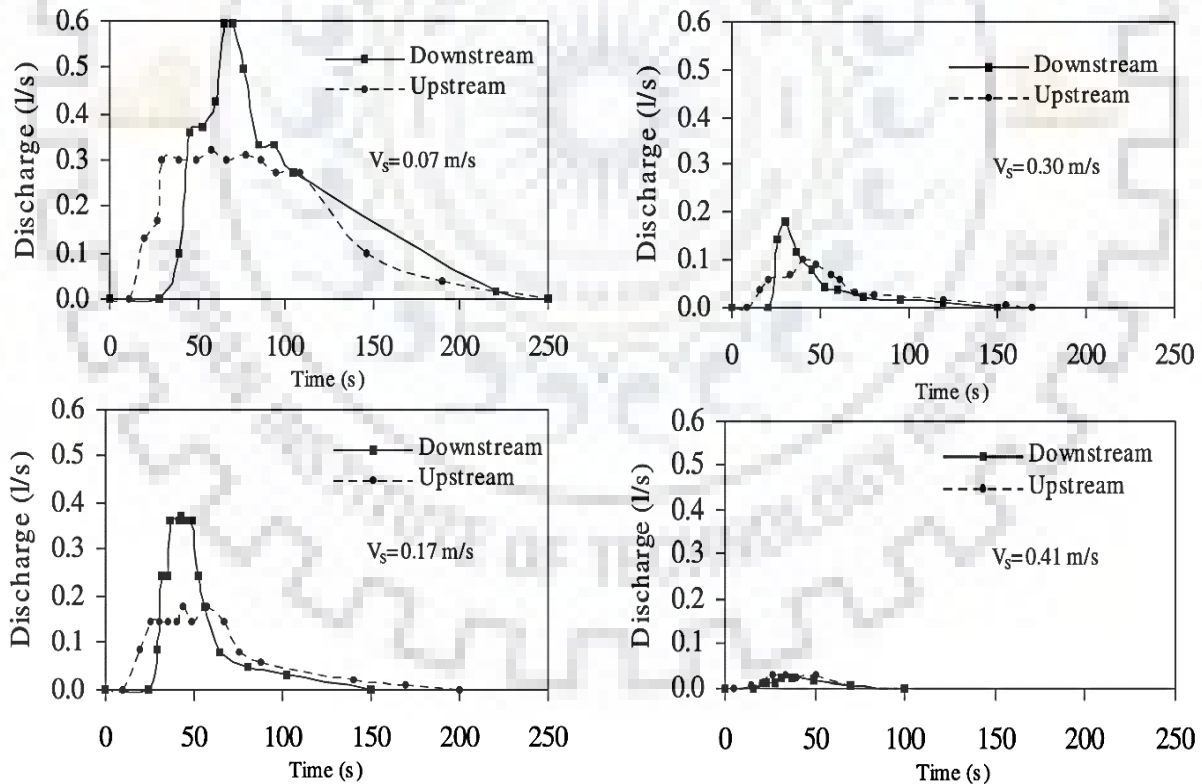 Discharge (l/s)
0.6
0.5
0.4
0.3
0.2
0.1
0.0
Downstream
Upstream
Vs=0.07 m/s
0 50 100 150 200 250
Time (s)
Discharge (l/s)
0.6
0.5
0.4
0.3
0.2
0.1
0.0
Downstream
Upstream
Vs=0.30 m/s
0 50 100 150 200 250
Time (s)
Discharge (l/s)
0.6
0.5
0.4
0.3
0.2
0.1
0.0
Downstream
Upstream
Vs=0.17 m/s
0 50 100 150 200 250
Time (s)
Discharge (l/s)
0.6
0.5
0.4
0.3
0.2
0.1
0.0
Downstream
Upstream
Vs=0.41 m/s
0 50 100 150 200 250
Time (s)